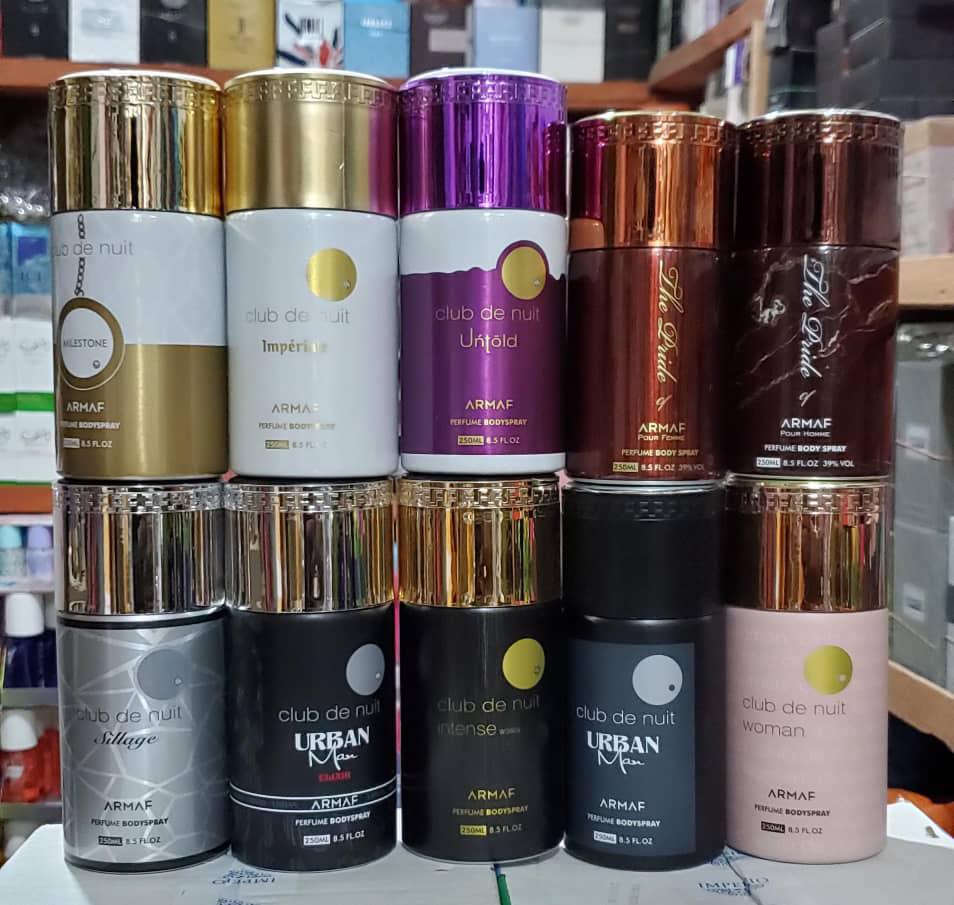 club de nuit
MILESTONE
ARMAF
PERFUME BODYSPRAY
250ML 8.5 FL.OZ
club de nuit
Impérial
ARMAF
PERFUME BODYSPRAY
250ML 8.5 FL.OZ
club de nuit
Untold
ARMAF
PERFUME BODYSPRAY
250ML 8.5 FL.OZ
The Pride of
ARMAF
POUR FEMME
PERFUME BODY SPRAY
250ML 8.5 FL.OZ 39% VOL
The Pride of
ARMAF
POUR HOMME
PERFUME BODY SPRAY
250ML 8.5 FL.OZ 39% VOL
club de nuit
Sillage
ARMAF
PERFUME BODYSPRAY
250ML 8.5 FL.OZ
club de nuit
URBAN
Man
ELIXIR
ARMAF
PERFUME BODYSPRAY
250ML 8.5 FL.OZ
club de nuit
intense WOMAN
ARMAF
PERFUME BODYSPRAY
250ML 8.5 FL.OZ
club de nuit
URBAN
Man
ARMAF
PERFUME BODYSPRAY
250ML 8.5 FL.OZ
club de nuit
woman
ARMAF
PERFUME BODYSPRAY
250ML 8.5 FL.OZ